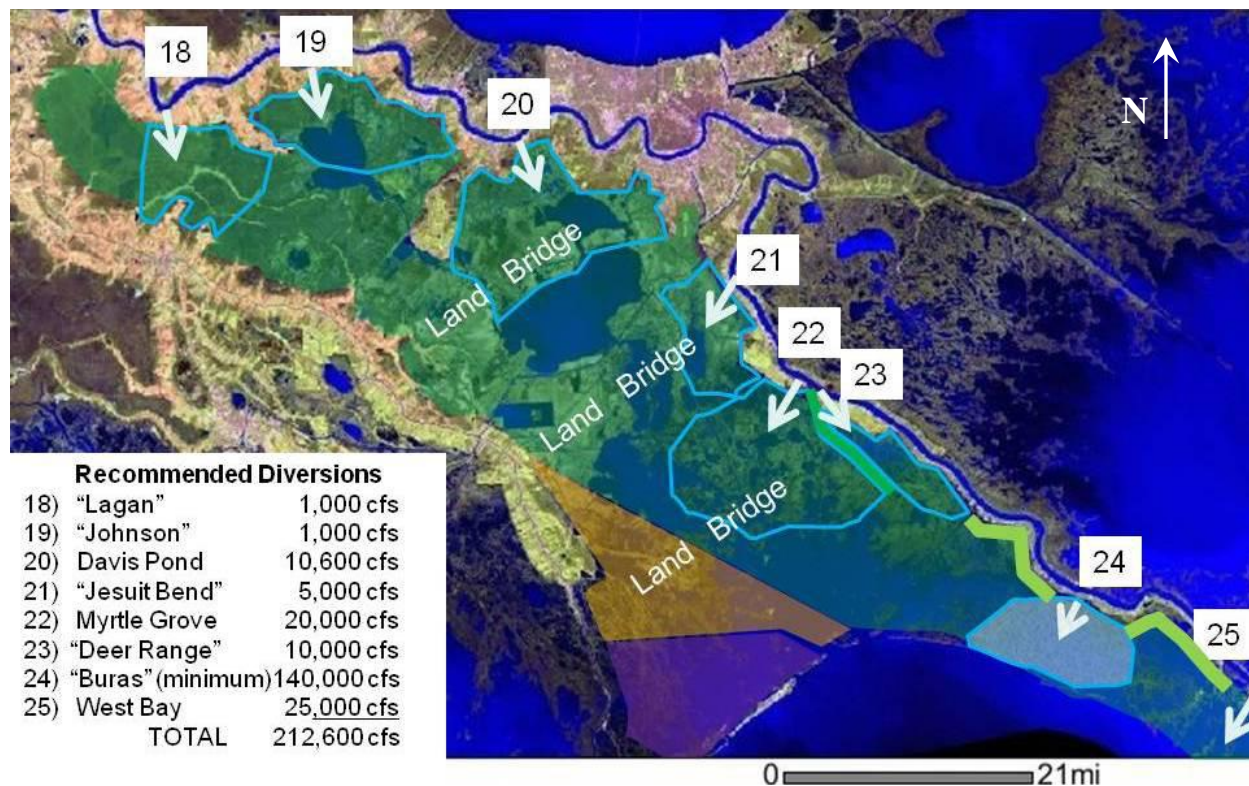 18
19
20
N
21
22
23
24
25
Land Bridge
Land Bridge
Land Bridge
Recommended Diversions
18) "Lagan" 1,000 cfs
19) "Johnson" 1,000 cfs
20) Davis Pond 10,600 cfs
21) "Jesuit Bend" 5,000 cfs
22) Myrtle Grove 20,000 cfs
23) "Deer Range" 10,000 cfs
24) "Buras" (minimum) 140,000 cfs
25) West Bay 25,000 cfs
TOTAL 212,600 cfs
0 21mi